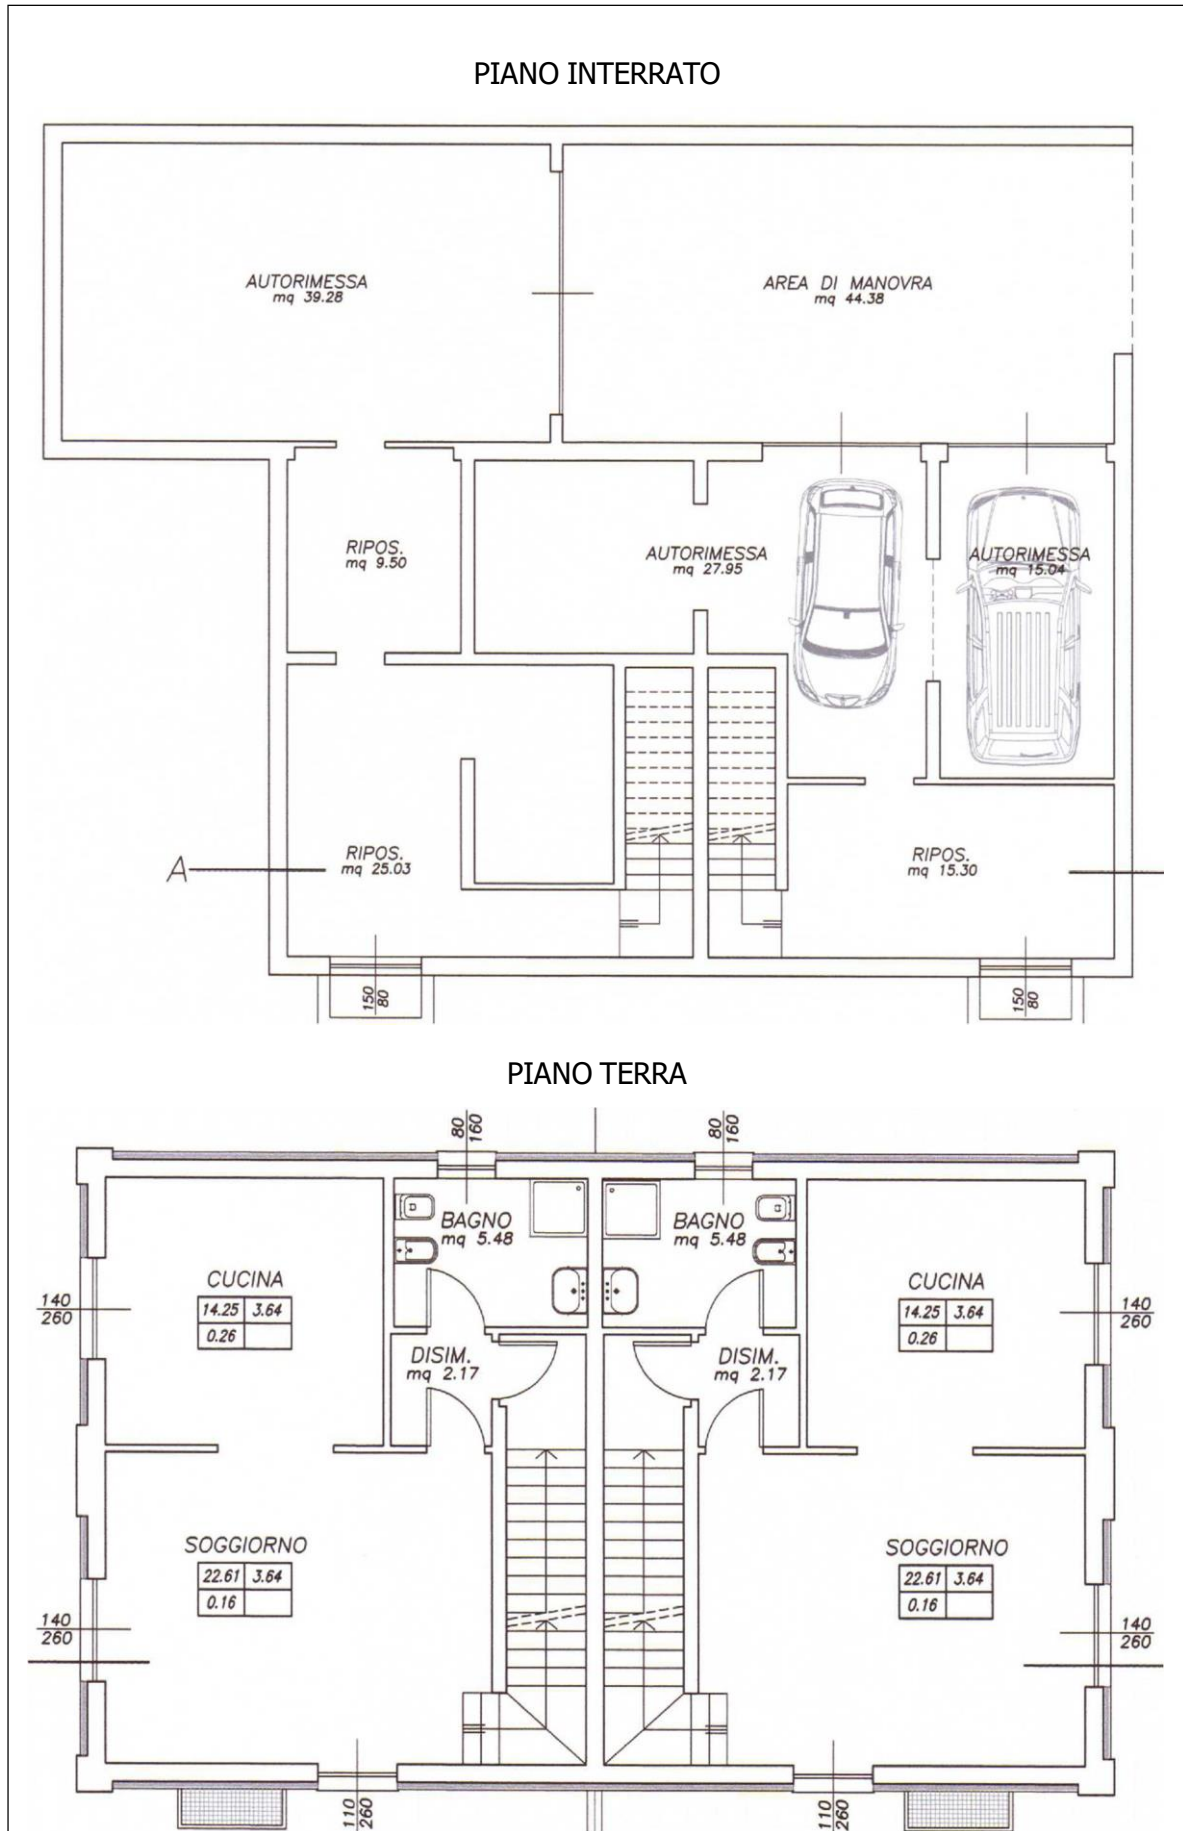 PIANO INTERRATO
AUTORIMESSA
mq 39.28
AREA DI MANOVRA
mq 44.38
RIPOS.
mq 9.50
AUTORIMESSA
mq 27.95
AUTORIMESSA
mq 15.04
A
RIPOS.
mq 25.03
RIPOS.
mq 15.30
150
80
150
80
PIANO TERRA
80
160
80
160
BAGNO
mq 5.48
BAGNO
mq 5.48
CUCINA
14.25 3.64
0.26
CUCINA
14.25 3.64
0.26
140
260
140
260
DISIM.
mq 2.17
DISIM.
mq 2.17
SOGGIORNO
22.61 3.64
0.16
SOGGIORNO
22.61 3.64
0.16
140
260
140
260
110
260
110
260